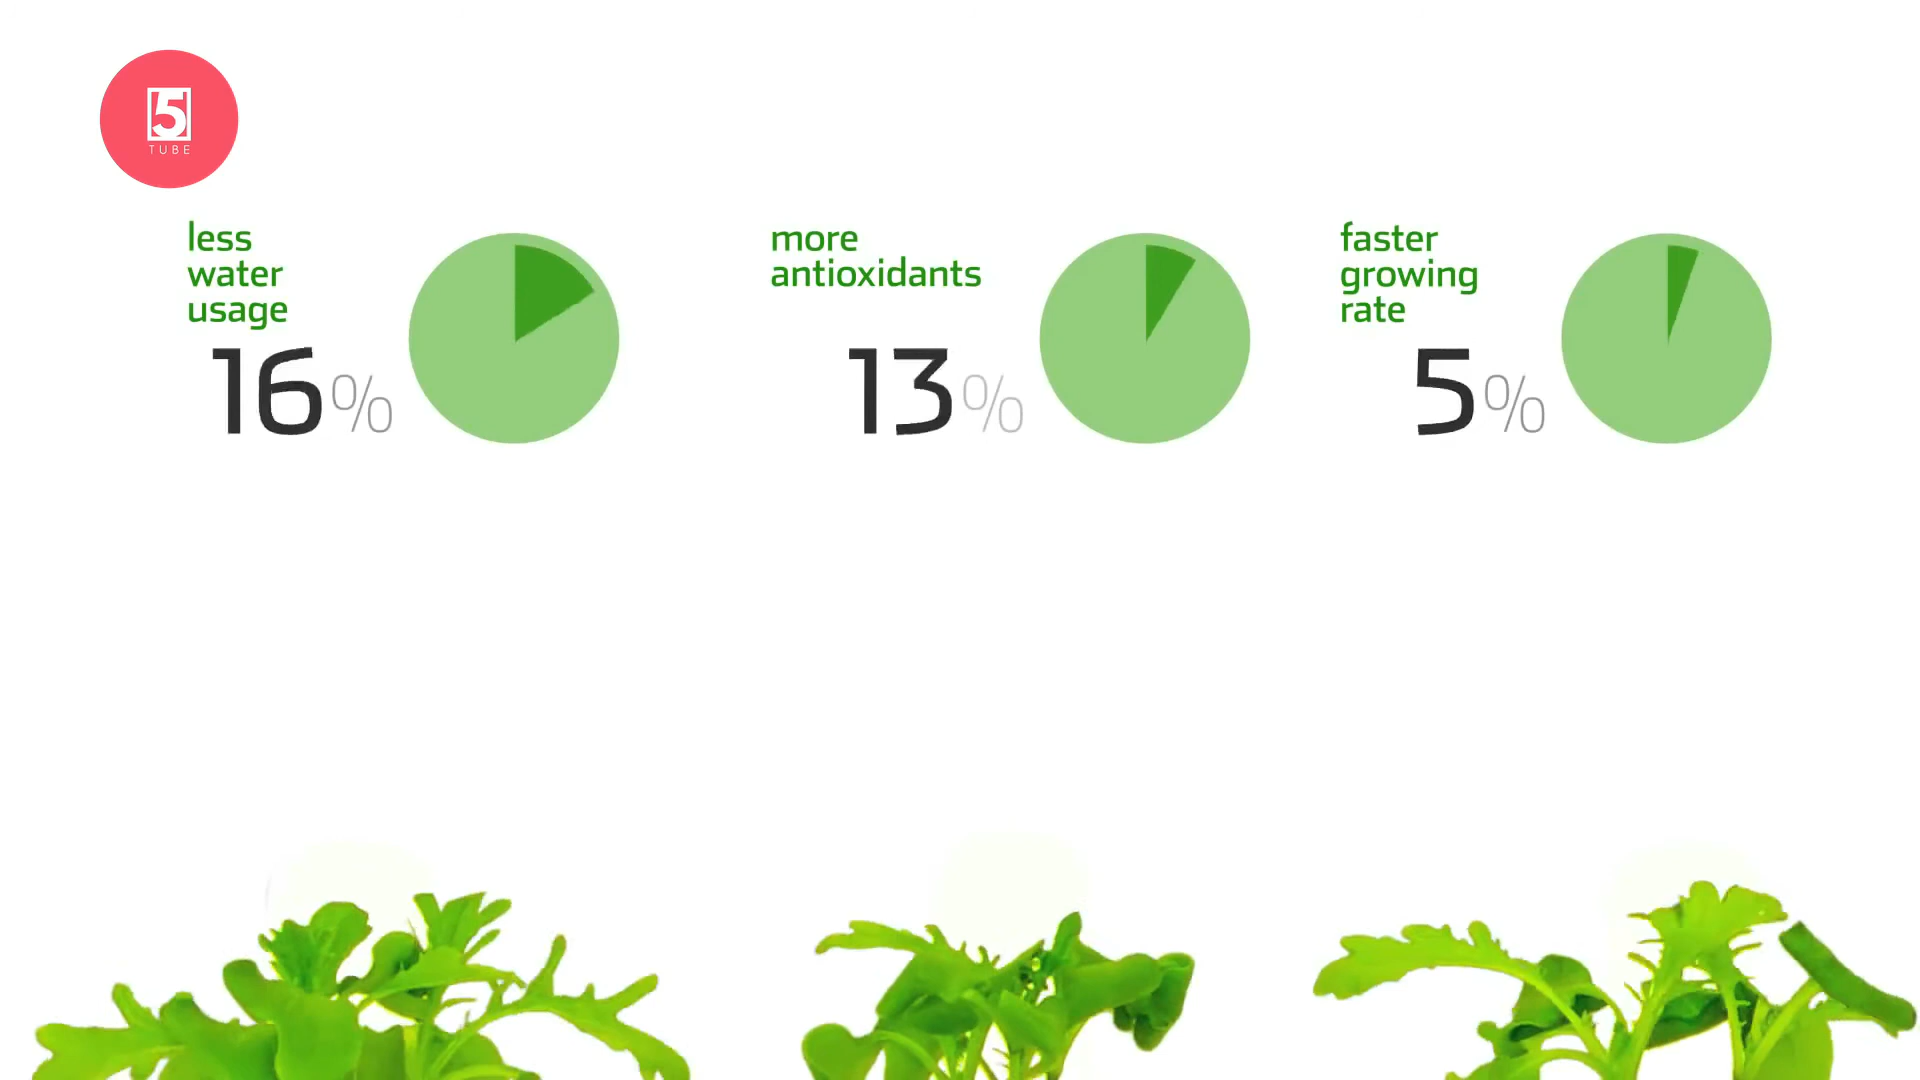 5
TUBE
less
water
usage
16%
more
antioxidants
13%
faster
growing
rate
5%